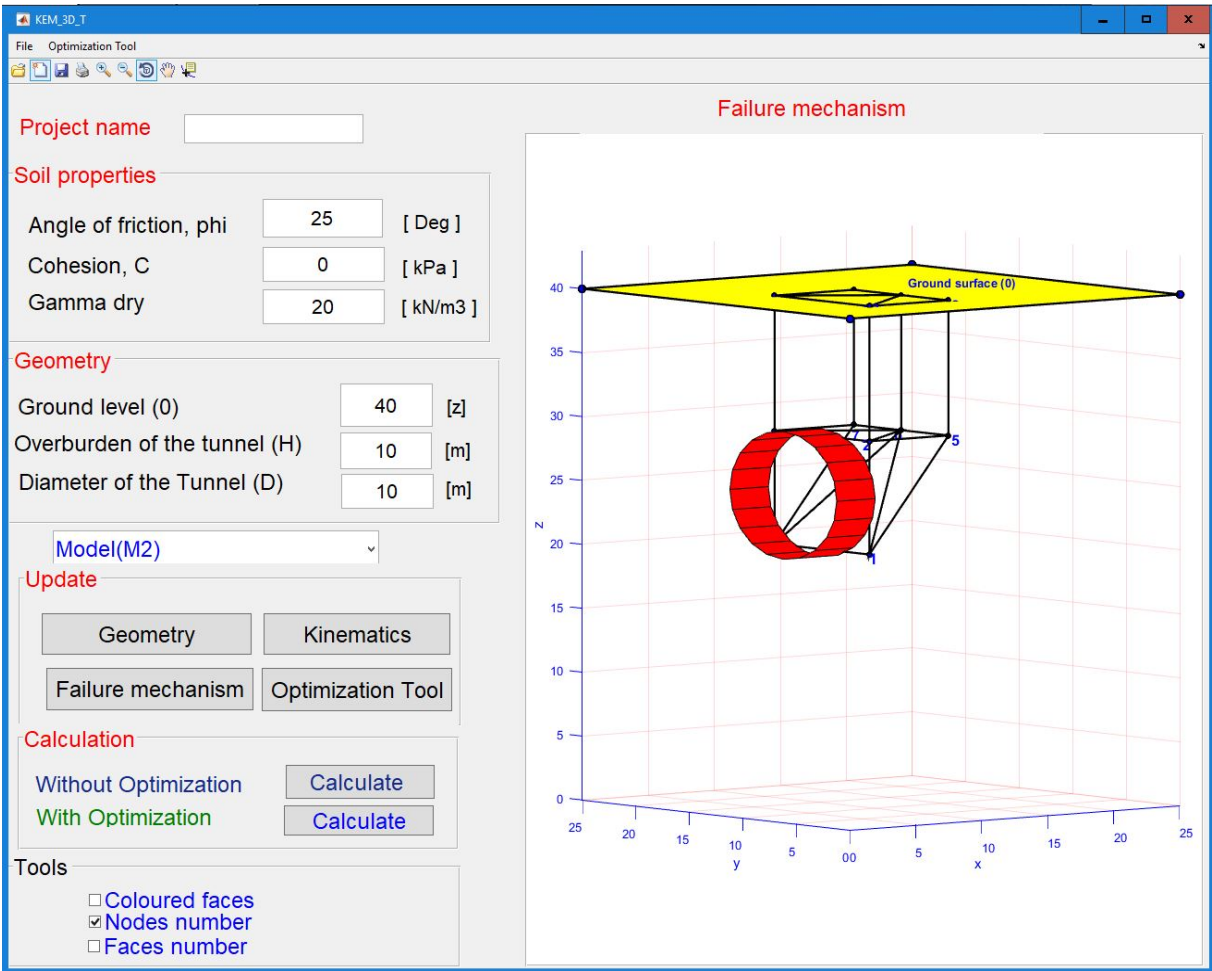 KEM_3D_T
File Optimization Tool
Project name
Soil properties
Angle of friction, phi 25 [ Deg ]
Cohesion, C 0 [ kPa ]
Gamma dry 20 [ kN/m3 ]
Geometry
Ground level (0) 40 [z]
Overburden of the tunnel (H) 10 [m]
Diameter of the Tunnel (D) 10 [m]
Model(M2)
Update
Geometry Kinematics
Failure mechanism Optimization Tool
Calculation
Without Optimization Calculate
With Optimization Calculate
Tools
Coloured faces
Nodes number
Faces number
Failure mechanism
Ground surface (0)
40
35
30
25
20
15
10
5
0
z
7
2
5
1
25 20 15 10 5 0
y
0 5 10 15 20 25
x